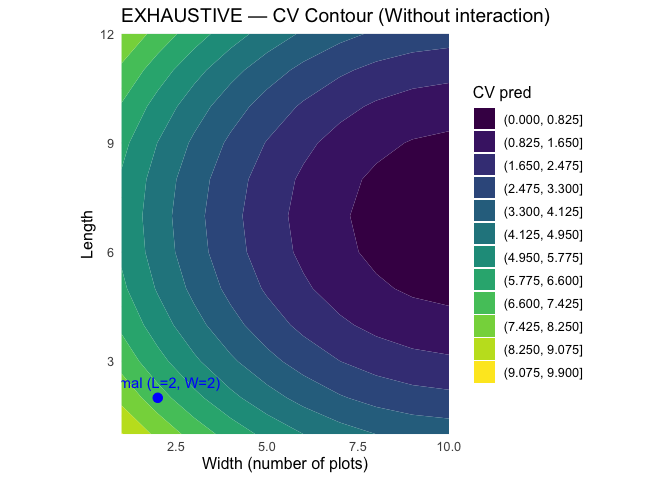 EXHAUSTIVE — CV Contour (Without interaction)
12
9
6
3
Length
mal (L=2, W=2)
2.5 5.0 7.5 10.0
Width (number of plots)
CV pred
(0.000, 0.825]
(0.825, 1.650]
(1.650, 2.475]
(2.475, 3.300]
(3.300, 4.125]
(4.125, 4.950]
(4.950, 5.775]
(5.775, 6.600]
(6.600, 7.425]
(7.425, 8.250]
(8.250, 9.075]
(9.075, 9.900]